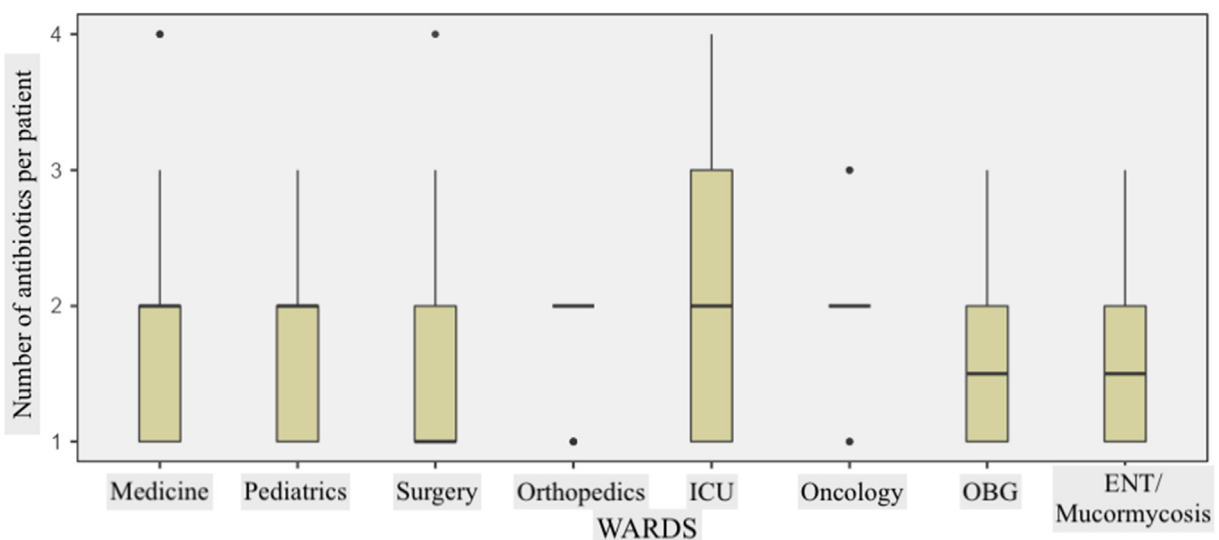 Number of antibiotics per patient
4
3
2
1
Medicine
Pediatrics
Surgery
Orthopedics
ICU
Oncology
OBG
ENT/
Mucormycosis
WARDS